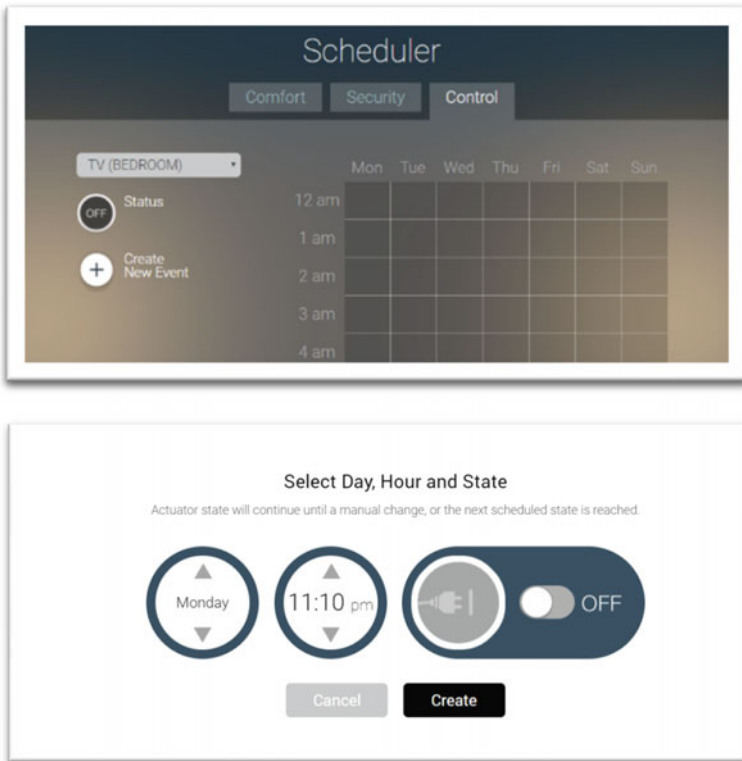 Scheduler
Comfort Security Control
TV (BEDROOM)
Mon Tue Wed Thu Fri Sat Sun
OFF Status
12 am
1 am
Create
New Event
2 am
3 am
4 am
Select Day, Hour and State
Actuator state will continue until a manual change, or the next scheduled state is reached.
Monday 11:10 pm OFF
Cancel Create